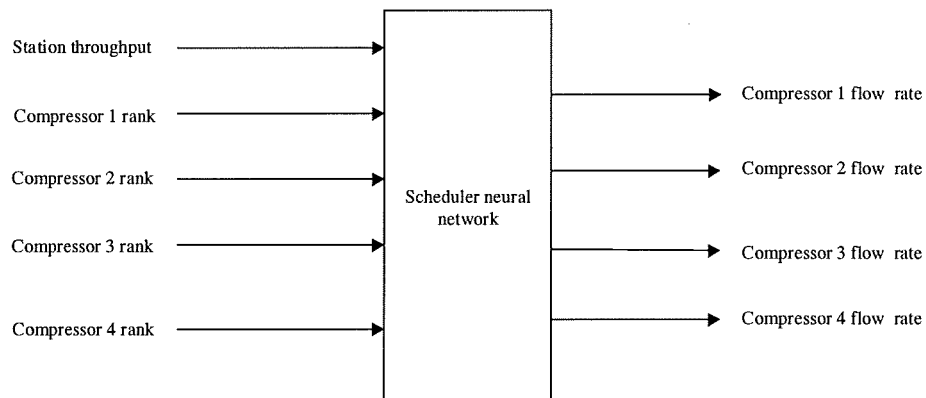 Station throughput
Compressor 1 rank
Compressor 2 rank
Compressor 3 rank
Compressor 4 rank
Scheduler neural
network
Compressor 1 flow rate
Compressor 2 flow rate
Compressor 3 flow rate
Compressor 4 flow rate